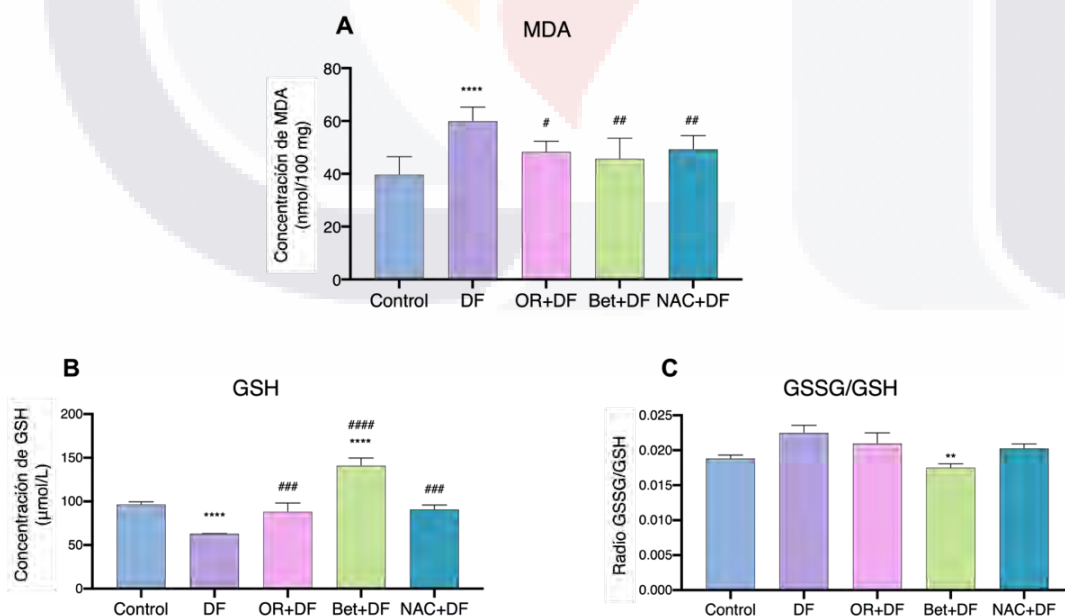 A
MDA
Concentración de MDA
(nmol/100 mg)
80
60
40
20
0
****
#
##
##
Control DF OR+DF Bet+DF NAC+DF
B
GSH
Concentración de GSH
(µmol/L)
200
150
100
50
0
****
###
####
****
###
Control DF OR+DF Bet+DF NAC+DF
C
GSSG/GSH
Radio GSSG/GSH
0.025
0.020
0.015
0.010
0.005
0.000
**
Control DF OR+DF Bet+DF NAC+DF